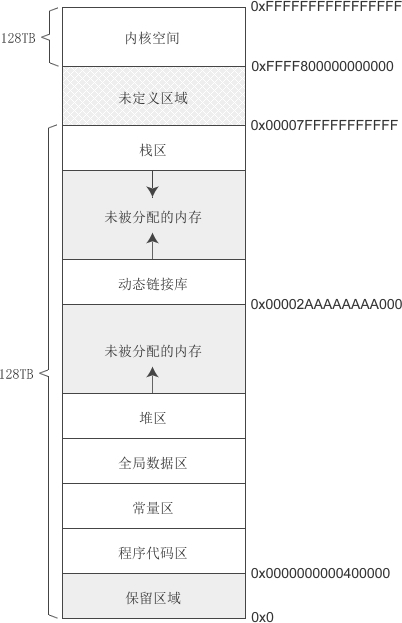 0xFFFFFFFFFFFFFFFF
128TB
内核空间
0xFFFF800000000000
未定义区域
0x00007FFFFFFFFFFF
栈区
未被分配的内存
动态链接库
0x00002AAAAAAAA000
未被分配的内存
128TB
堆区
全局数据区
常量区
程序代码区
0x0000000000400000
保留区域
0x0